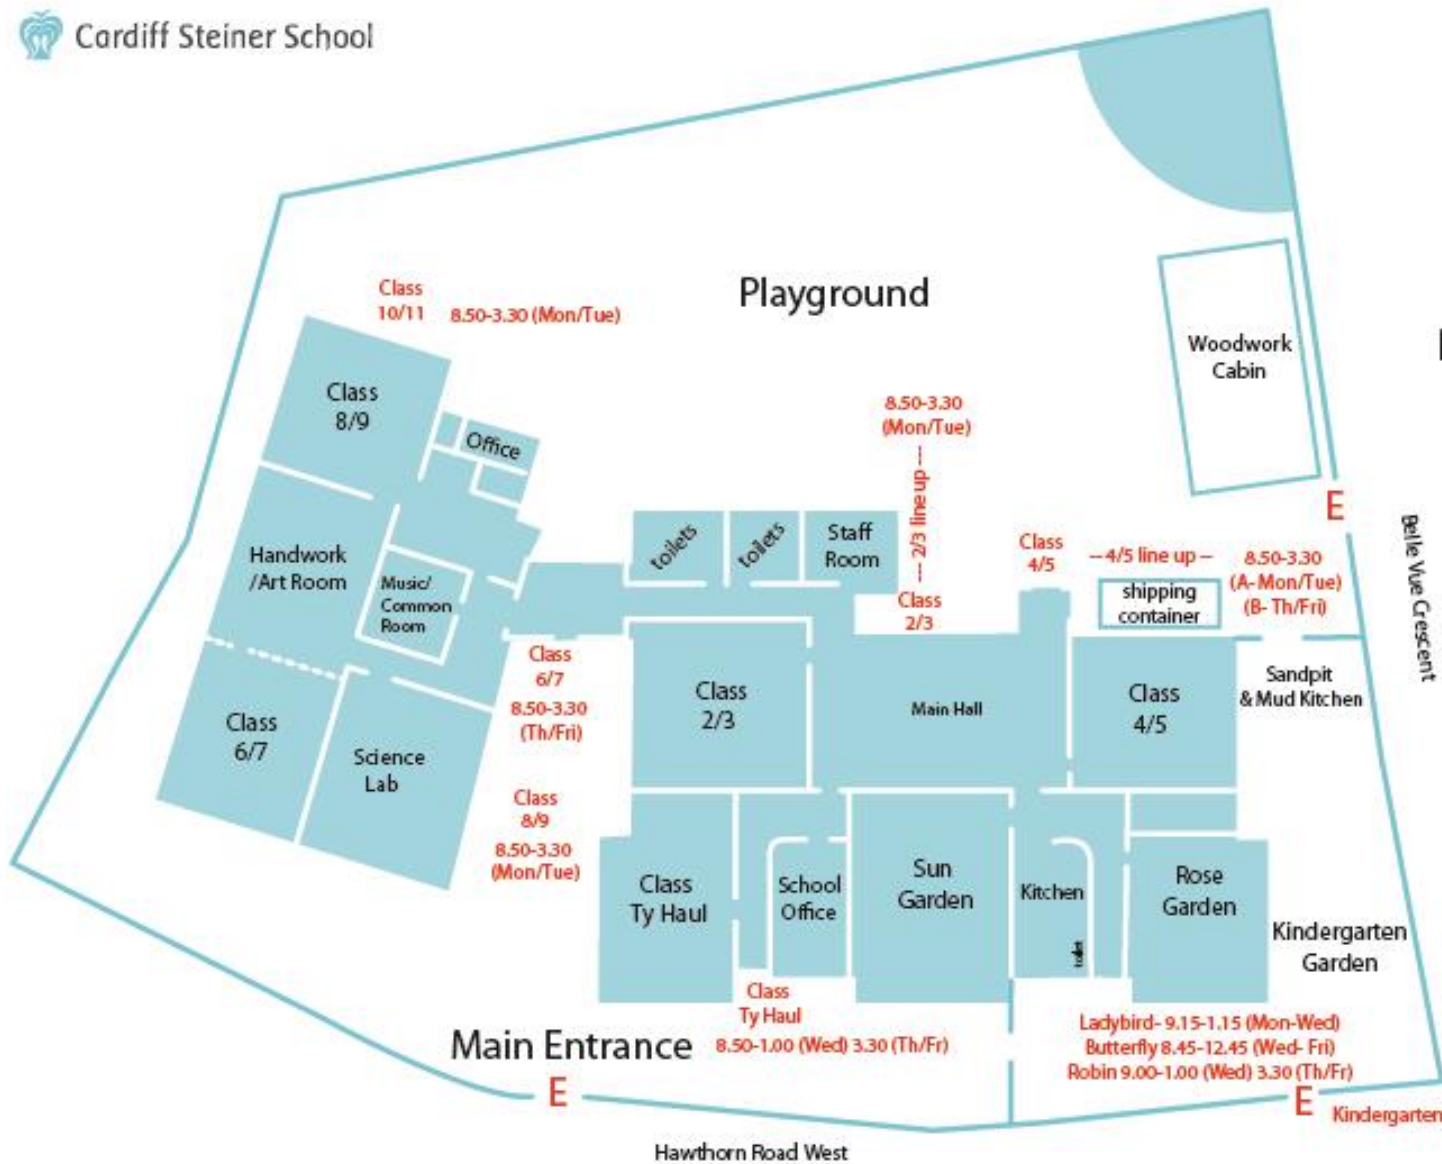 Cardiff Steiner School
Playground
Class
10/11
8.50-3.30 (Mon/Tue)
Class
8/9
Office
Woodwork
Cabin
8.50-3.30
(Mon/Tue)
--- 2/3 line up ---
Class
2/3
E
Belle Vue Crescent
Handwork
/Art Room
Music/
Common
Room
toilets
toilets
Staff
Room
Class
4/5
-- 4/5 line up --
shipping
container
8.50-3.30
(A- Mon/Tue)
(B- Th/Fri)
Class
6/7
8.50-3.30
(Th/Fri)
Class
6/7
Science
Lab
Class
2/3
Main Hall
Class
4/5
Sandpit
& Mud Kitchen
Class
8/9
8.50-3.30
(Mon/Tue)
Class
Ty Haul
School
Office
Sun
Garden
Kitchen
toilet
Rose
Garden
Kindergarten
Garden
Class
Ty Haul
8.50-1.00 (Wed) 3.30 (Th/Fr)
Main Entrance
E
Ladybird- 9.15-1.15 (Mon-Wed)
Butterfly 8.45-12.45 (Wed- Fri)
Robin 9.00-1.00 (Wed) 3.30 (Th/Fr)
E
Kindergarten
Hawthorn Road West